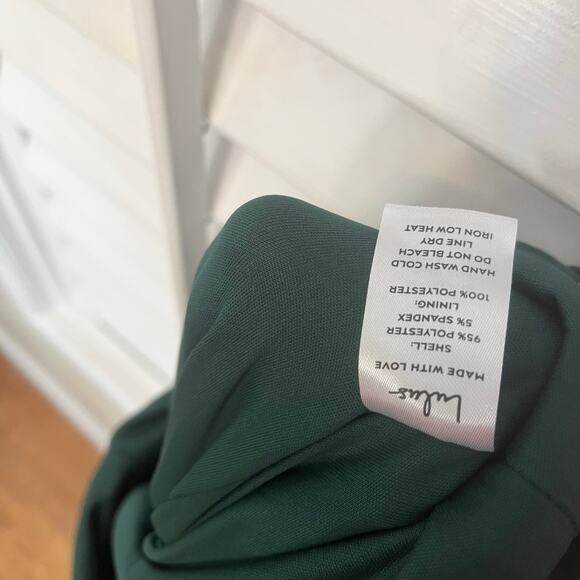 Lulus
MADE WITH LOVE
SHELL:
95% POLYESTER
5% SPANDEX
LINING:
100% POLYESTER
HAND WASH COLD
DO NOT BLEACH
LINE DRY
IRON LOW HEAT